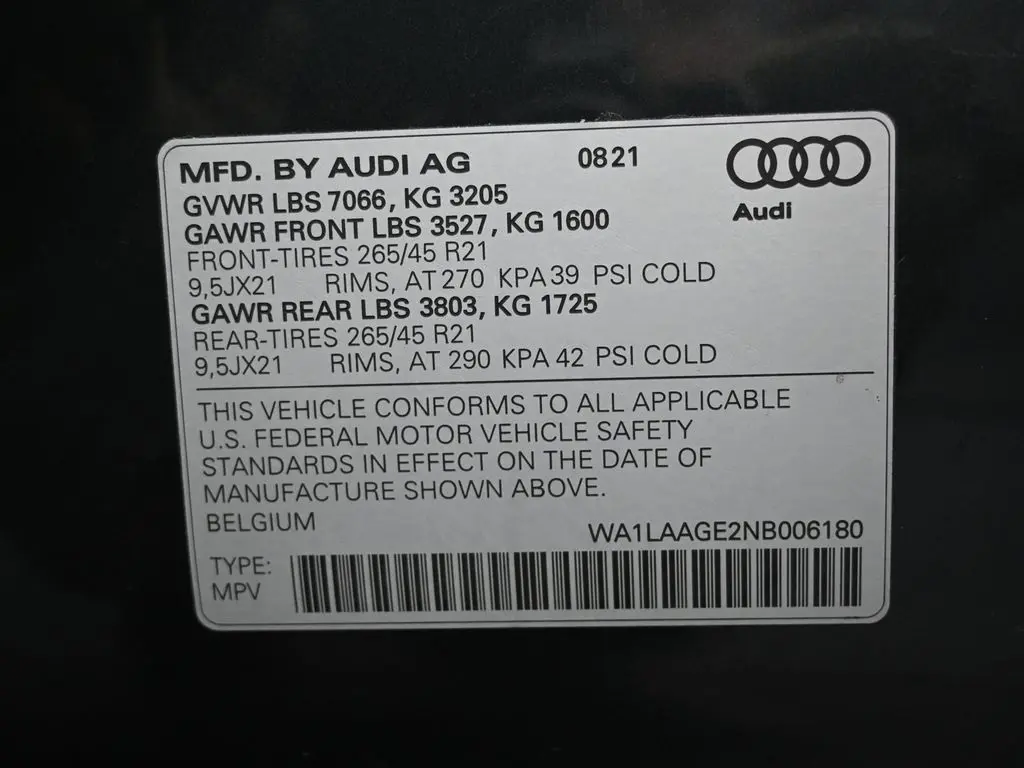 MFD. BY AUDI AG 0821
Audi
GVWR LBS 7066, KG 3205
GAWR FRONT LBS 3527, KG 1600
FRONT-TIRES 265/45 R21
9,5JX21 RIMS, AT 270 KPA 39 PSI COLD
GAWR REAR LBS 3803, KG 1725
REAR-TIRES 265/45 R21
9,5JX21 RIMS, AT 290 KPA 42 PSI COLD
THIS VEHICLE CONFORMS TO ALL APPLICABLE
U.S. FEDERAL MOTOR VEHICLE SAFETY
STANDARDS IN EFFECT ON THE DATE OF
MANUFACTURE SHOWN ABOVE.
BELGIUM WA1LAAGE2NB006180
TYPE:
MPV